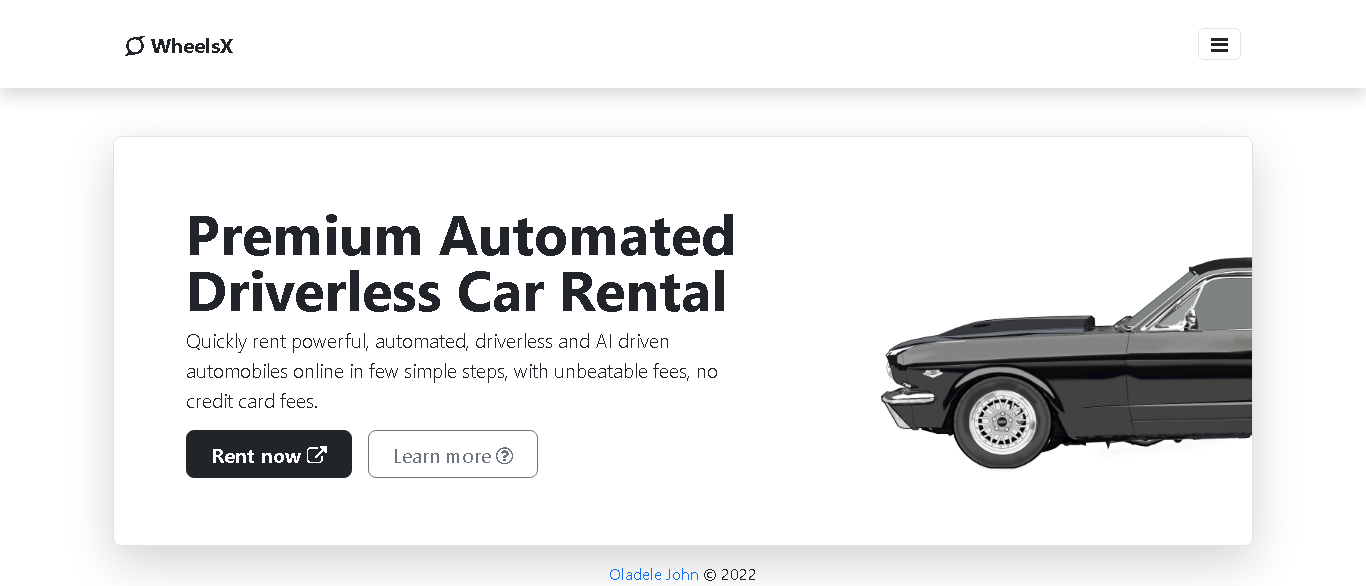 WheelsX
Premium Automated
Driverless Car Rental
Quickly rent powerful, automated, driverless and AI driven
automobiles online in few simple steps, with unbeatable fees, no
credit card fees.
Rent now
Learn more
Oladele John © 2022